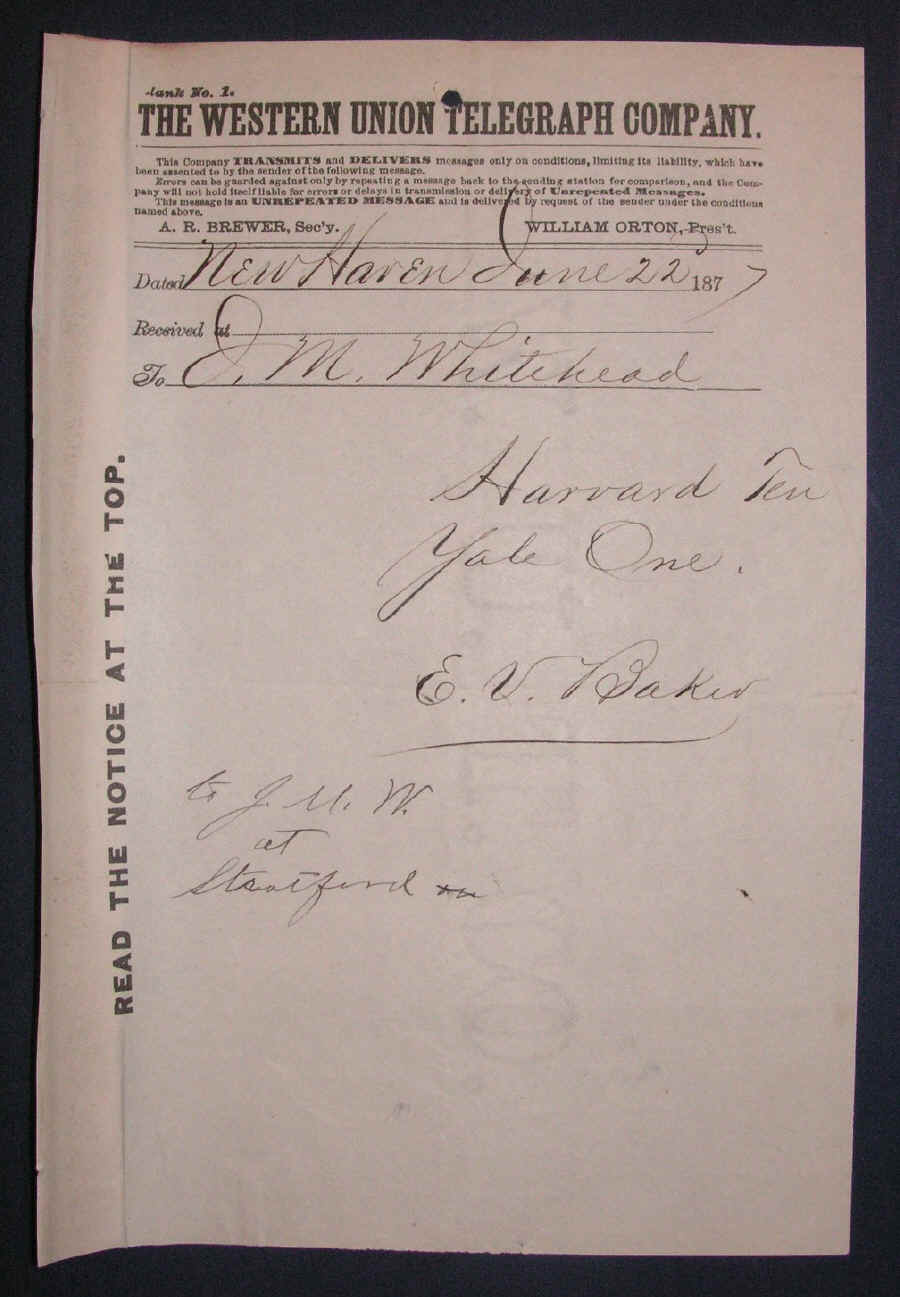 lank No. 1.
THE WESTERN UNION TELEGRAPH COMPANY.
This Company TRANSMITS and DELIVERS messages only on conditions, limiting its liability, which have
been assented to by the sender of the following message.
Errors can be guarded against only by repeating a message back to the sending station for comparison, and the Com-
pany will not hold itself liable for errors or delays in transmission or delivery of Unrepeated Messages.
This message is an UNREPEATED MESSAGE and is delivered by request of the sender under the conditions
named above.
A. R. BREWER, Sec'y. WILLIAM ORTON, Pres't.
Dated New Haven June 22 1877
Received at
To J. M. Whitehead
Harvard Ten
Yale One.
E. V. Baker
to J. M. W.
at
Stratford
READ THE NOTICE AT THE TOP.